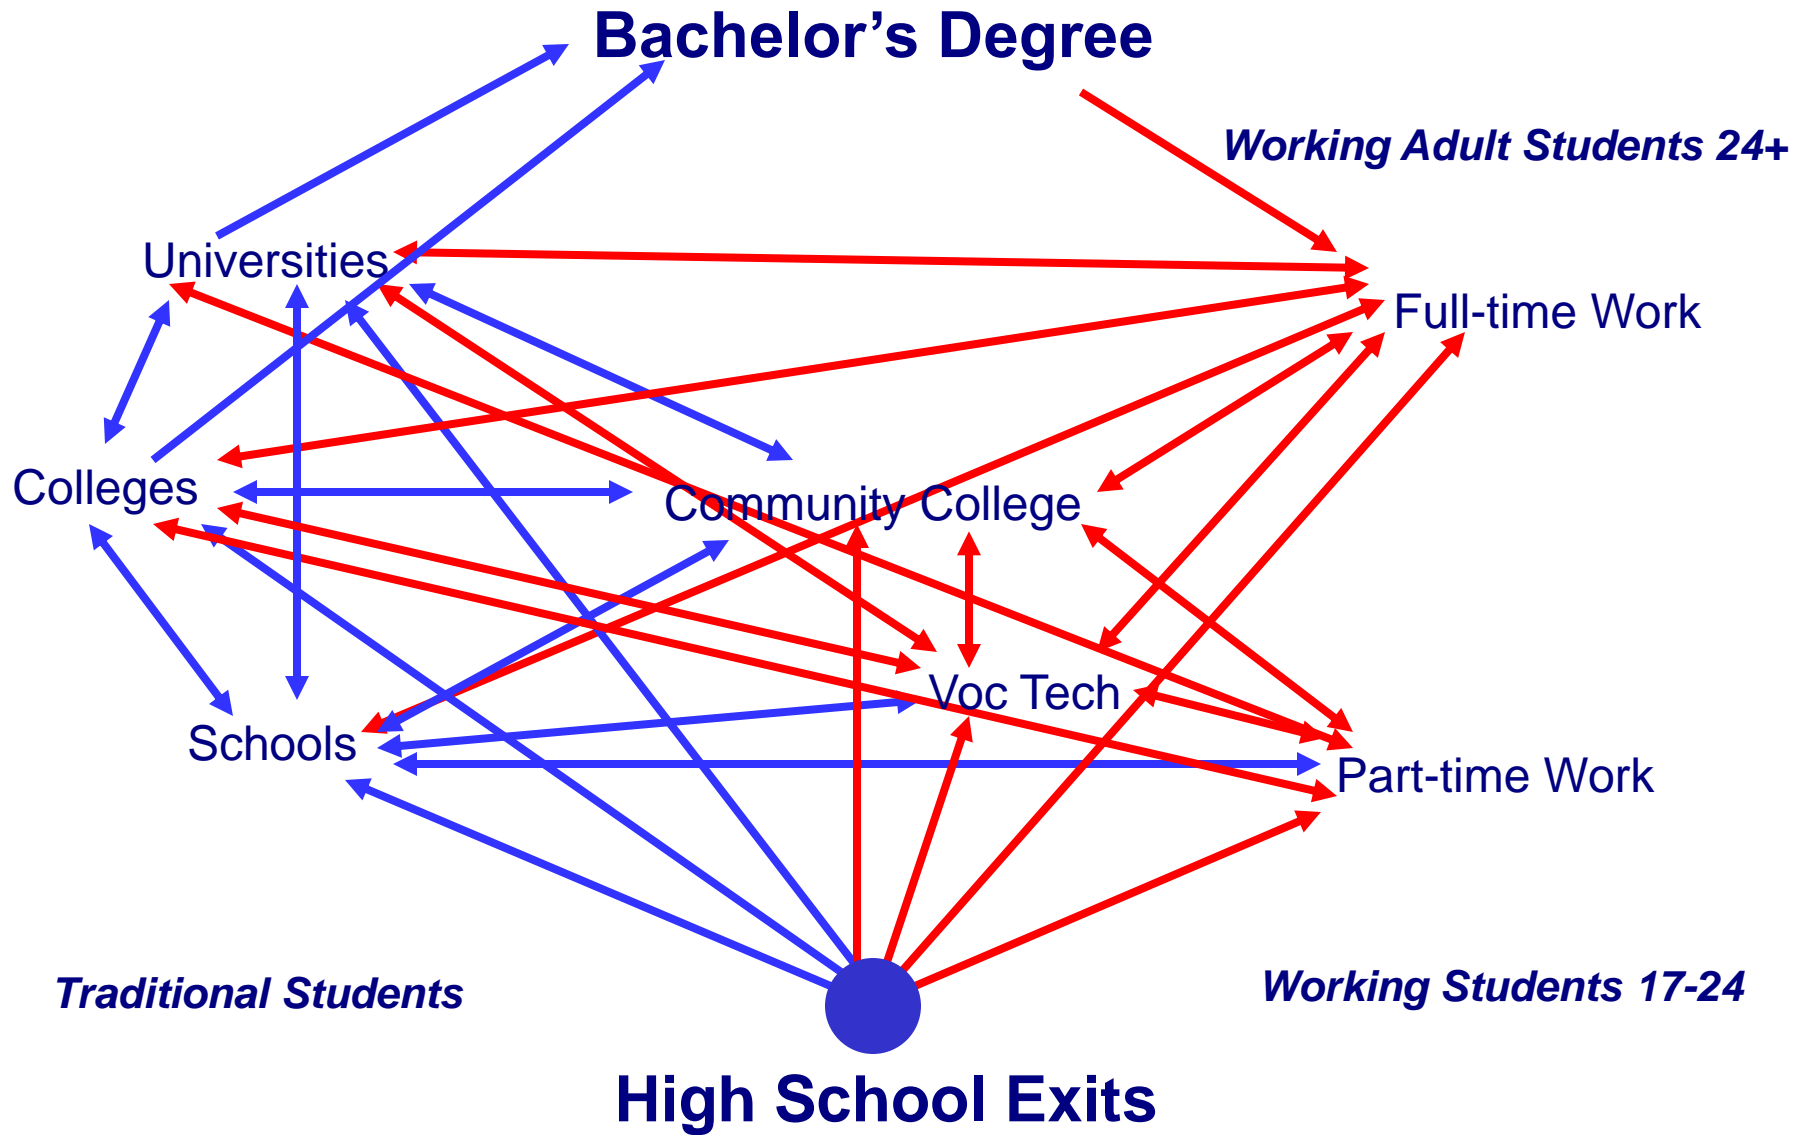 Bachelor’s Degree
Working Adult Students 24+
Universities
Full-time Work
Colleges
Community College
Voc Tech
Schools
Part-time Work
Traditional Students
Working Students 17-24
High School Exits